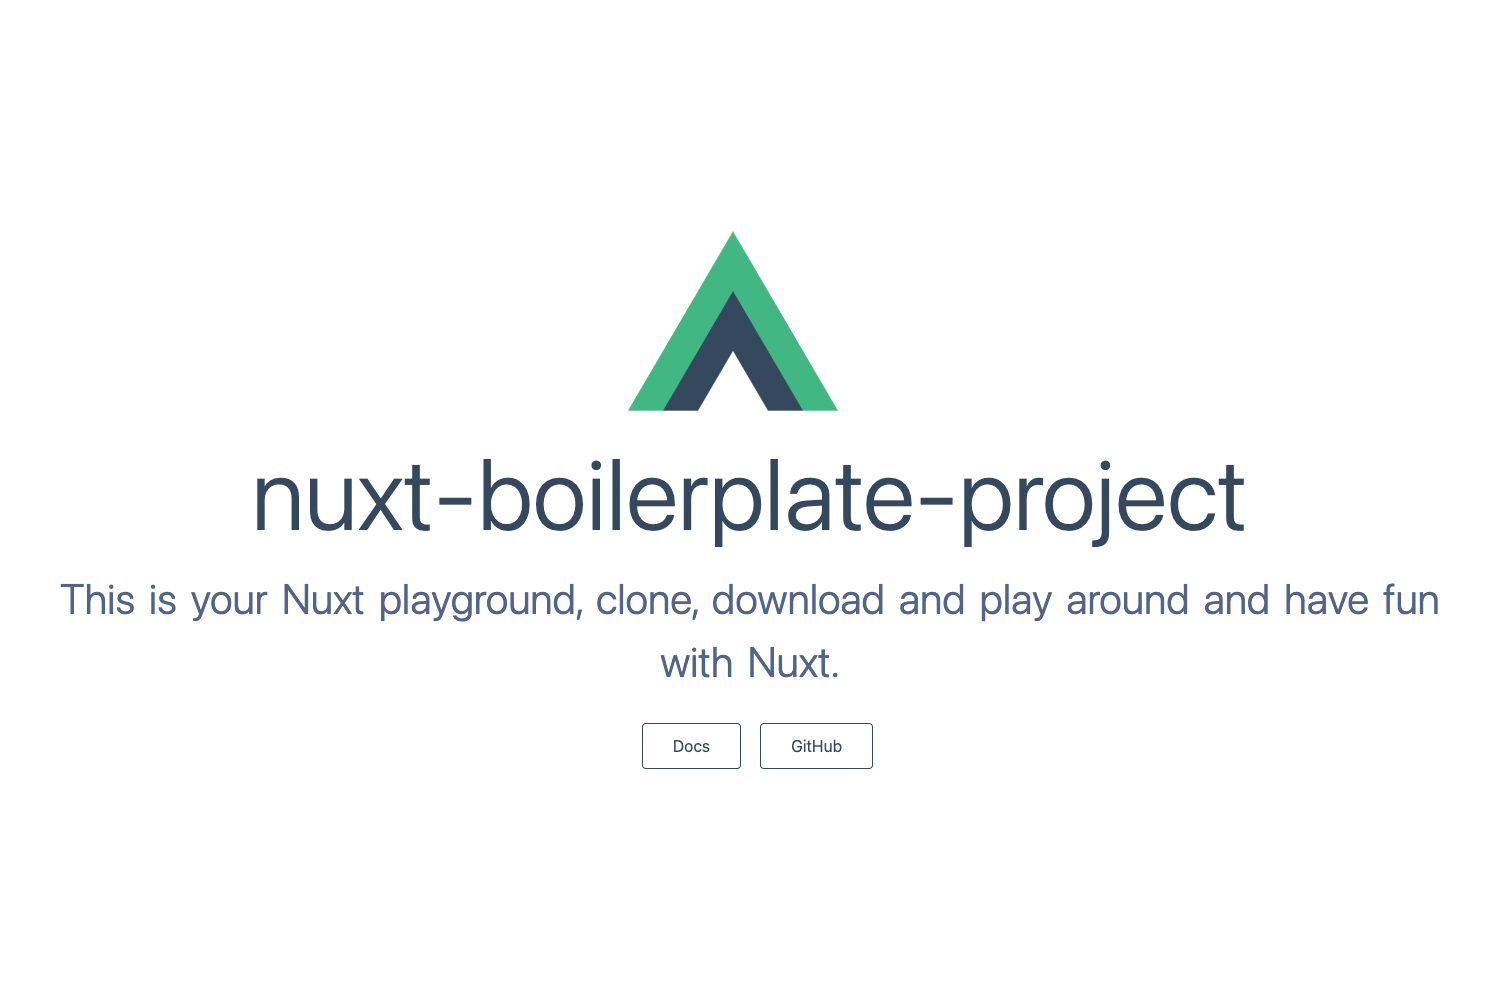 nuxt-boilerplate-project
This is your Nuxt playground, clone, download and play around and have fun
with Nuxt.
Docs
GitHub